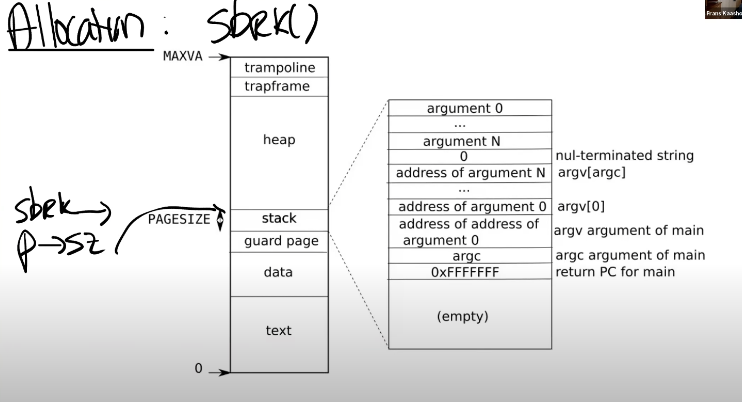 Allocation: sbrk()
Frans Kaasho
MAXVA
trampoline
trapframe
heap
sbrk
PAGESIZE
stack
p→sz
guard page
data
text
0
argument 0
...
argument N
0
nul-terminated string
address of argument N
argv[argc]
...
address of argument 0
argv[0]
address of address of
argument 0
argv argument of main
argc
argc argument of main
0xFFFFFFF
return PC for main
(empty)